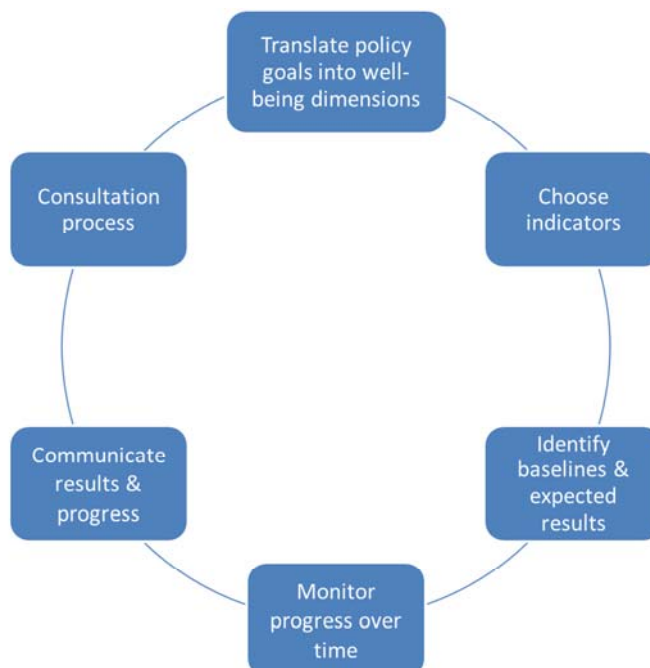 Translate policy
goals into well-
being dimensions
Choose
indicators
Identify
baselines &
expected
results
Monitor
progress over
time
Communicate
results &
progress
Consultation
process